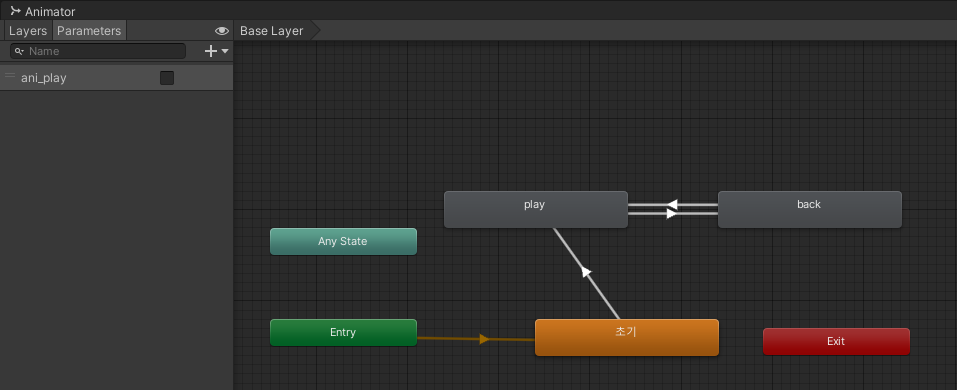 Animator
Layers Parameters
Base Layer
Name
ani_play
play
back
Any State
Entry
초기
Exit